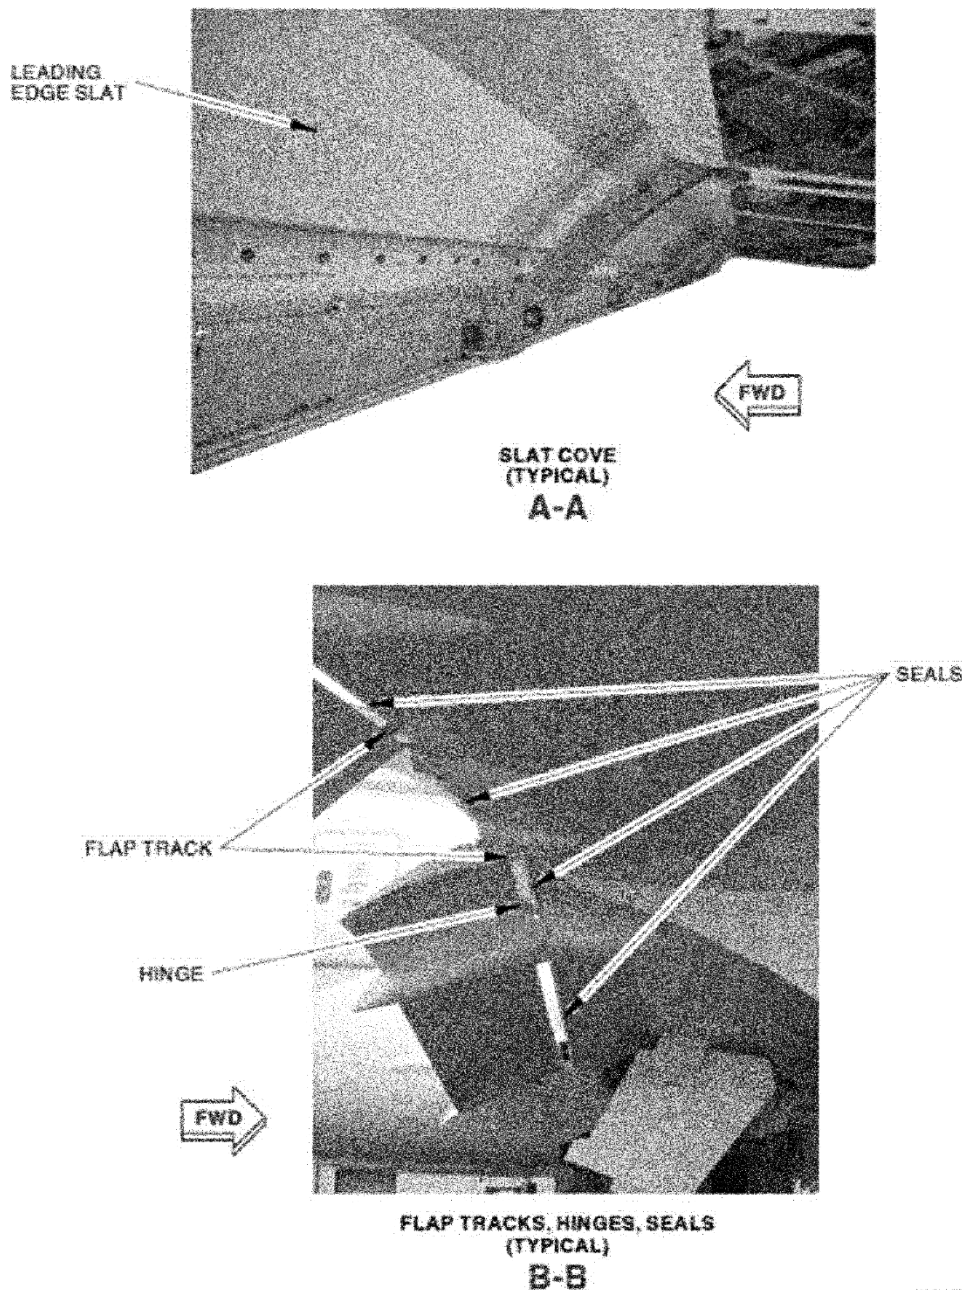 LEADING
EDGE SLAT
FWD
SLAT COVE
(TYPICAL)
A-A
SEALS
FLAP TRACK
HINGE
FWD
FLAP TRACKS, HINGES, SEALS
(TYPICAL)
B-B